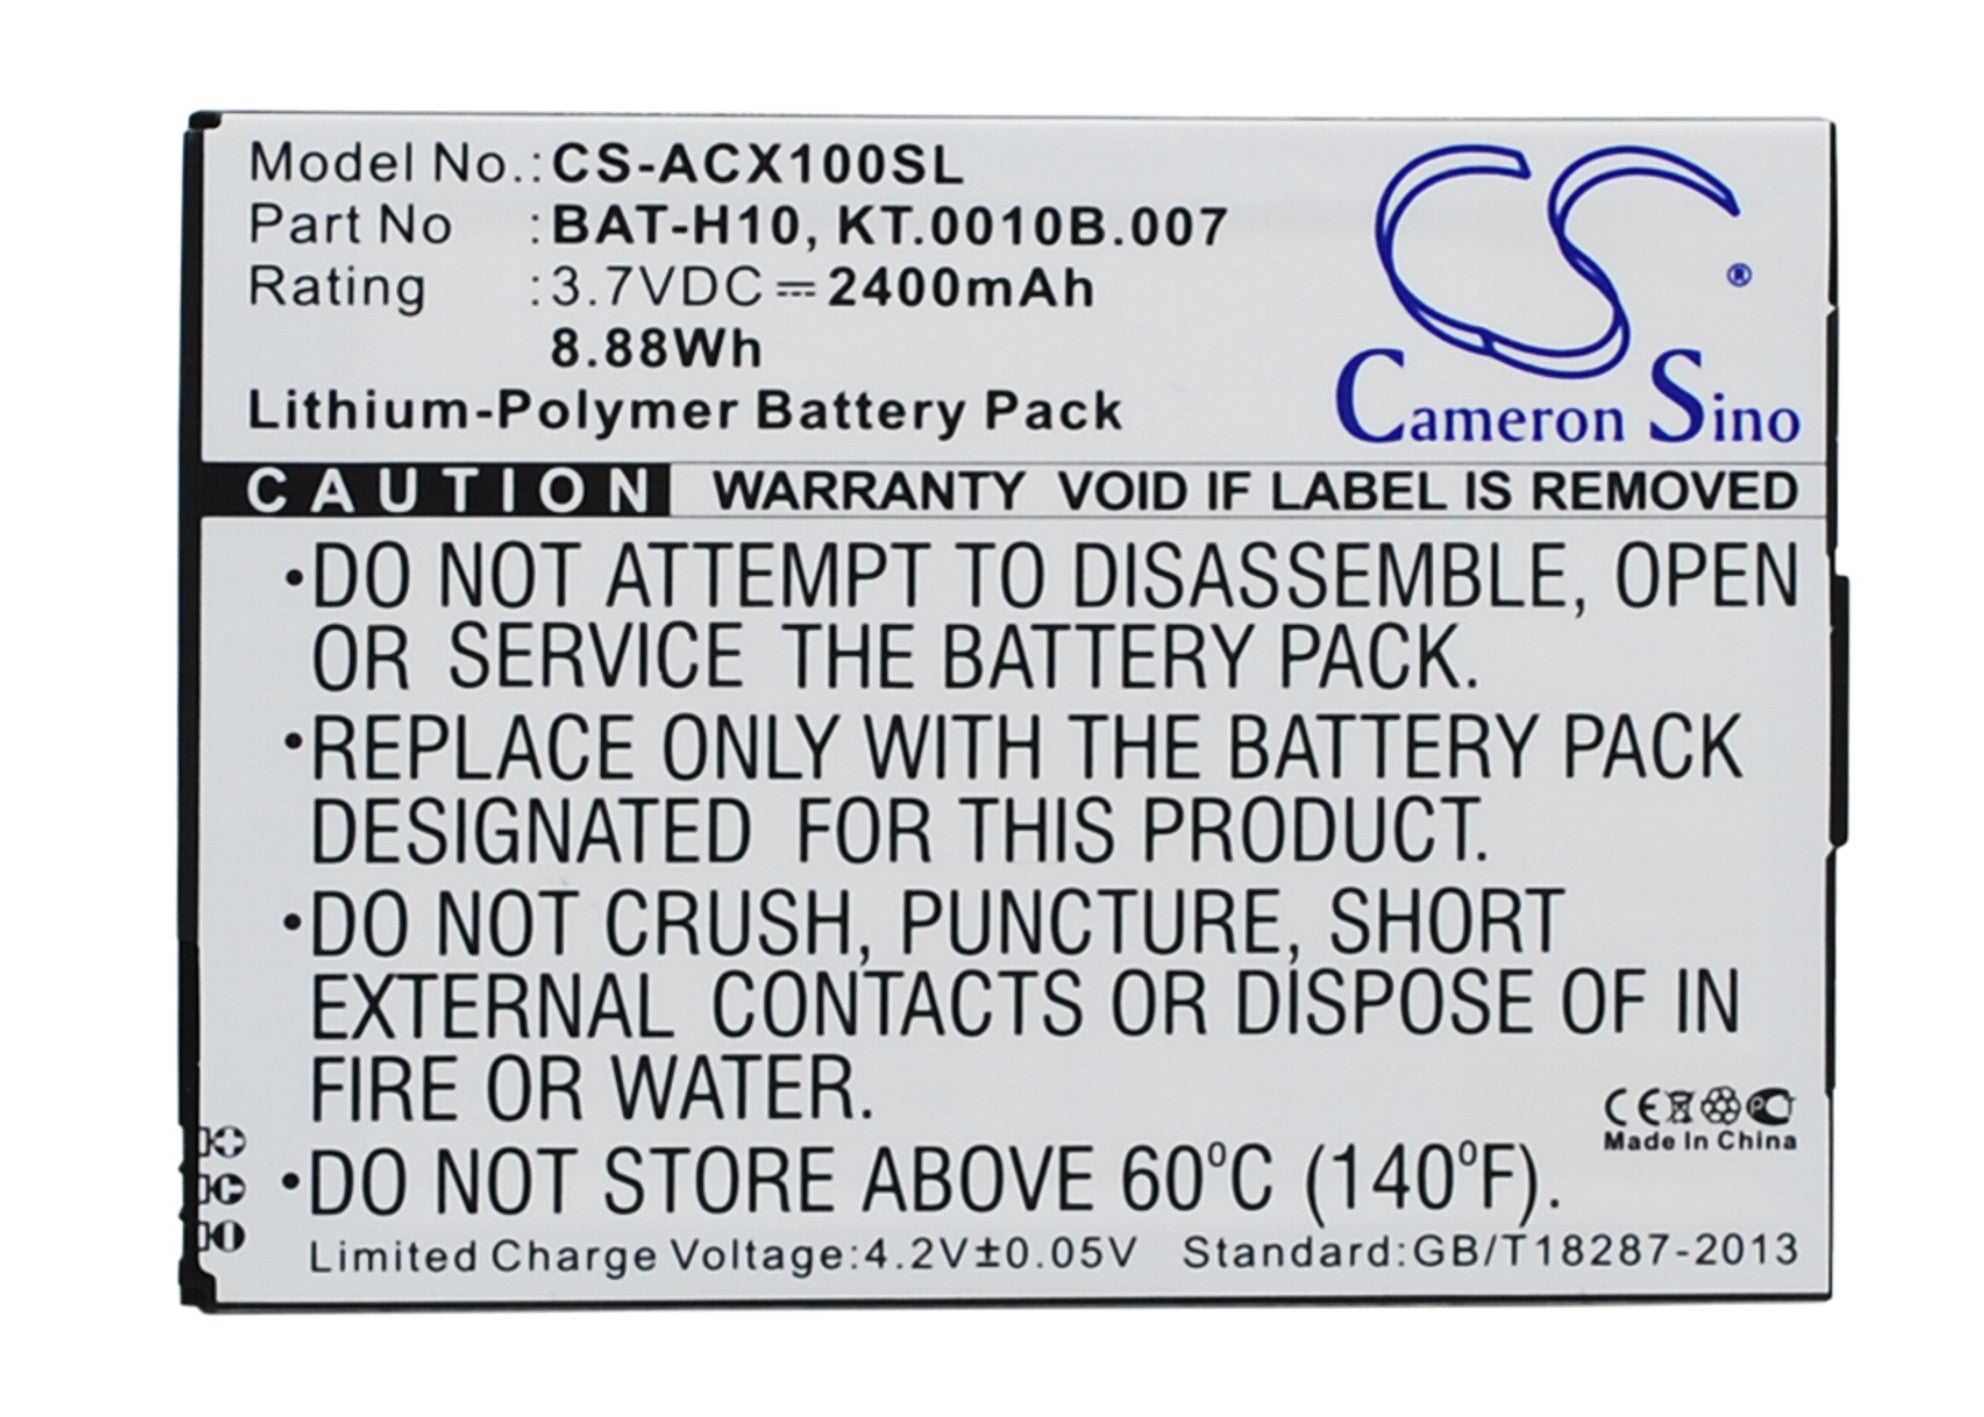 Model No.: CS-ACX100SL
Part No : BAT-H10, KT.0010B.007
Rating : 3.7VDC⎓2400mAh
8.88Wh
Lithium-Polymer Battery Pack
CS ®
Cameron Sino
CAUTION WARRANTY VOID IF LABEL IS REMOVED
•DO NOT ATTEMPT TO DISASSEMBLE, OPEN
OR SERVICE THE BATTERY PACK.
•REPLACE ONLY WITH THE BATTERY PACK
DESIGNATED FOR THIS PRODUCT.
•DO NOT CRUSH, PUNCTURE, SHORT
EXTERNAL CONTACTS OR DISPOSE OF IN
FIRE OR WATER.
CE PC
Made In China
•DO NOT STORE ABOVE 60°C (140°F).
Limited Charge Voltage:4.2V±0.05V Standard:GB/T18287-2013
+
C
-